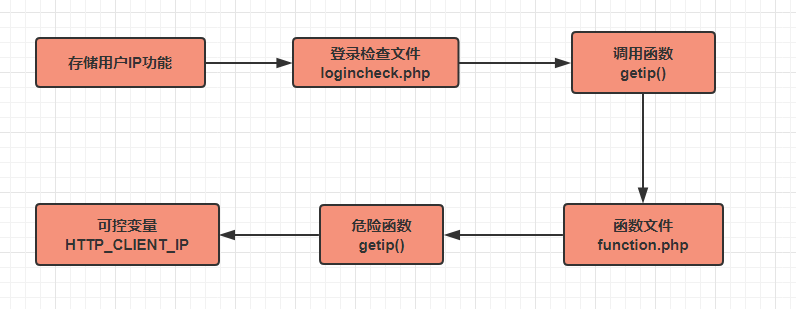 存储用户IP功能
登录检查文件
logincheck.php
调用函数
getip()
函数文件
function.php
危险函数
getip()
可控变量
HTTP_CLIENT_IP